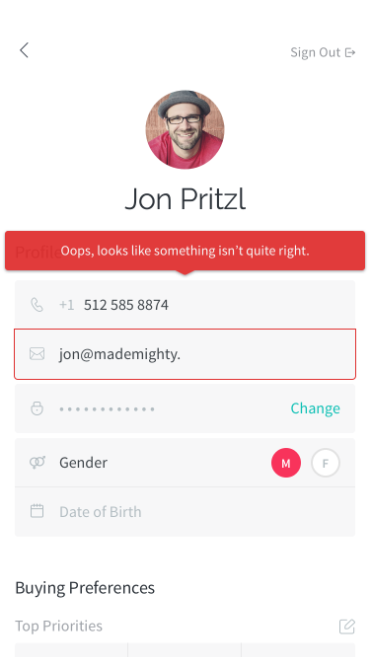 Sign Out
Jon Pritzl
Profile
Oops, looks like something isn't quite right.
+1 512 585 8874
jon@mademighty.
Change
Gender M F
Date of Birth
Buying Preferences
Top Priorities